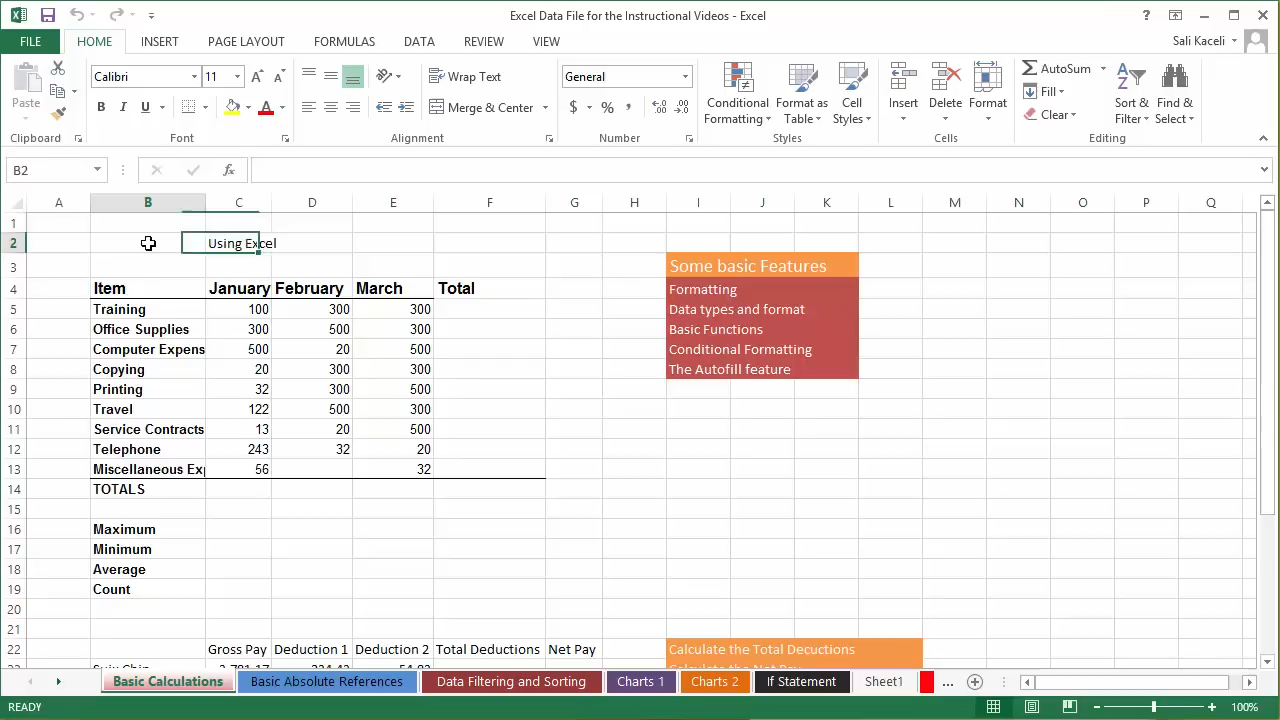 Excel Data File for the Instructional Videos - Excel
FILE HOME INSERT PAGE LAYOUT FORMULAS DATA REVIEW VIEW Sali Kaceli
Paste
Calibri 11
B I U A
Wrap Text
Merge & Center
General
$ % ,
Conditional Formatting
Format as Table
Cell Styles
Insert Delete Format
AutoSum
Fill
Clear
Sort & Filter
Find & Select
Clipboard Font Alignment Number Styles Cells Editing
B2 fx
A B C D E F G H I J K L M N O P Q
1
2 Using Excel
3 Some basic Features
4 Item January February March Total Formatting
5 Training 100 300 300 Data types and format
6 Office Supplies 300 500 300 Basic Functions
7 Computer Expens 500 20 500 Conditional Formatting
8 Copying 20 300 300 The Autofill feature
9 Printing 32 300 500
10 Travel 122 500 300
11 Service Contracts 13 20 500
12 Telephone 243 32 20
13 Miscellaneous Exp 56 32
14 TOTALS
15
16 Maximum
17 Minimum
18 Average
19 Count
20
21
22 Gross Pay Deduction 1 Deduction 2 Total Deductions Net Pay Calculate the Total Decuctions
Calculate the Net Pay
Basic Calculations Basic Absolute References Data Filtering and Sorting Charts 1 Charts 2 If Statement Sheet1 ...
READY 100%